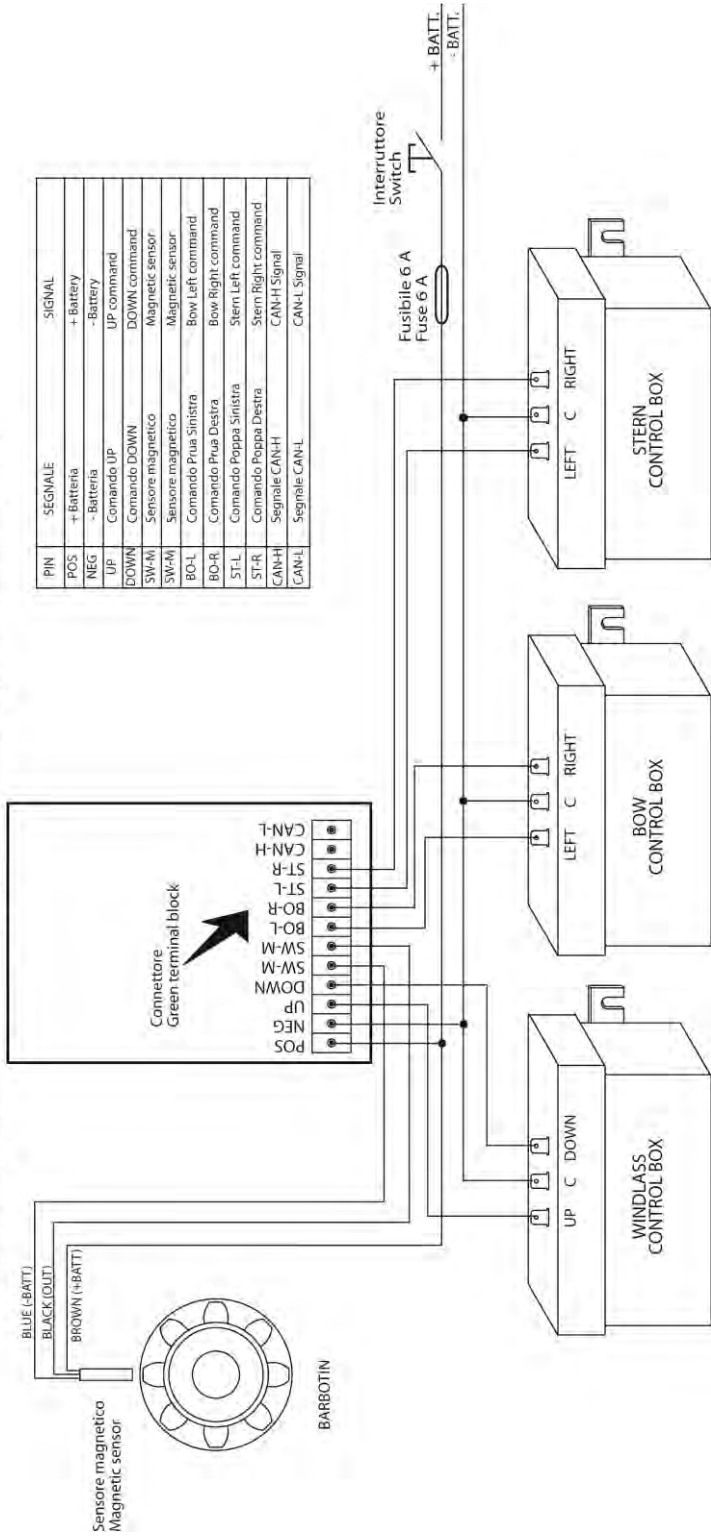 Sensore magnetico
Magnetic sensor
BLUE (-BATT)
BLACK (OUT)
BROWN (+BATT)
BARBOTIN
Connettore
Green terminal block
POS
NEG
UP
DOWN
SW-M
SW-M
BO-L
BO-R
ST-L
ST-R
CAN-H
CAN-L
PIN SEGNALE SIGNAL
POS + Batteria + Battery
NEG - Batteria - Battery
UP Comando UP UP command
DOWN Comando DOWN DOWN command
SW-M Sensore magnetico Magnetic sensor
SW-M Sensore magnetico Magnetic sensor
BO-L Comando Prua Sinistra Bow Left command
BO-R Comando Prua Destra Bow Right command
ST-L Comando Poppa Sinistra Stern Left command
ST-R Comando Poppa Destra Stern Right command
CAN-H Segnale CAN-H CAN-H Signal
CAN-L Segnale CAN-L CAN-L Signal
Fusibile 6 A
Fuse 6 A
Interruttore
Switch
+ BATT.
- BATT.
UP C DOWN
WINDLASS
CONTROL BOX
LEFT C RIGHT
BOW
CONTROL BOX
LEFT C RIGHT
STERN
CONTROL BOX